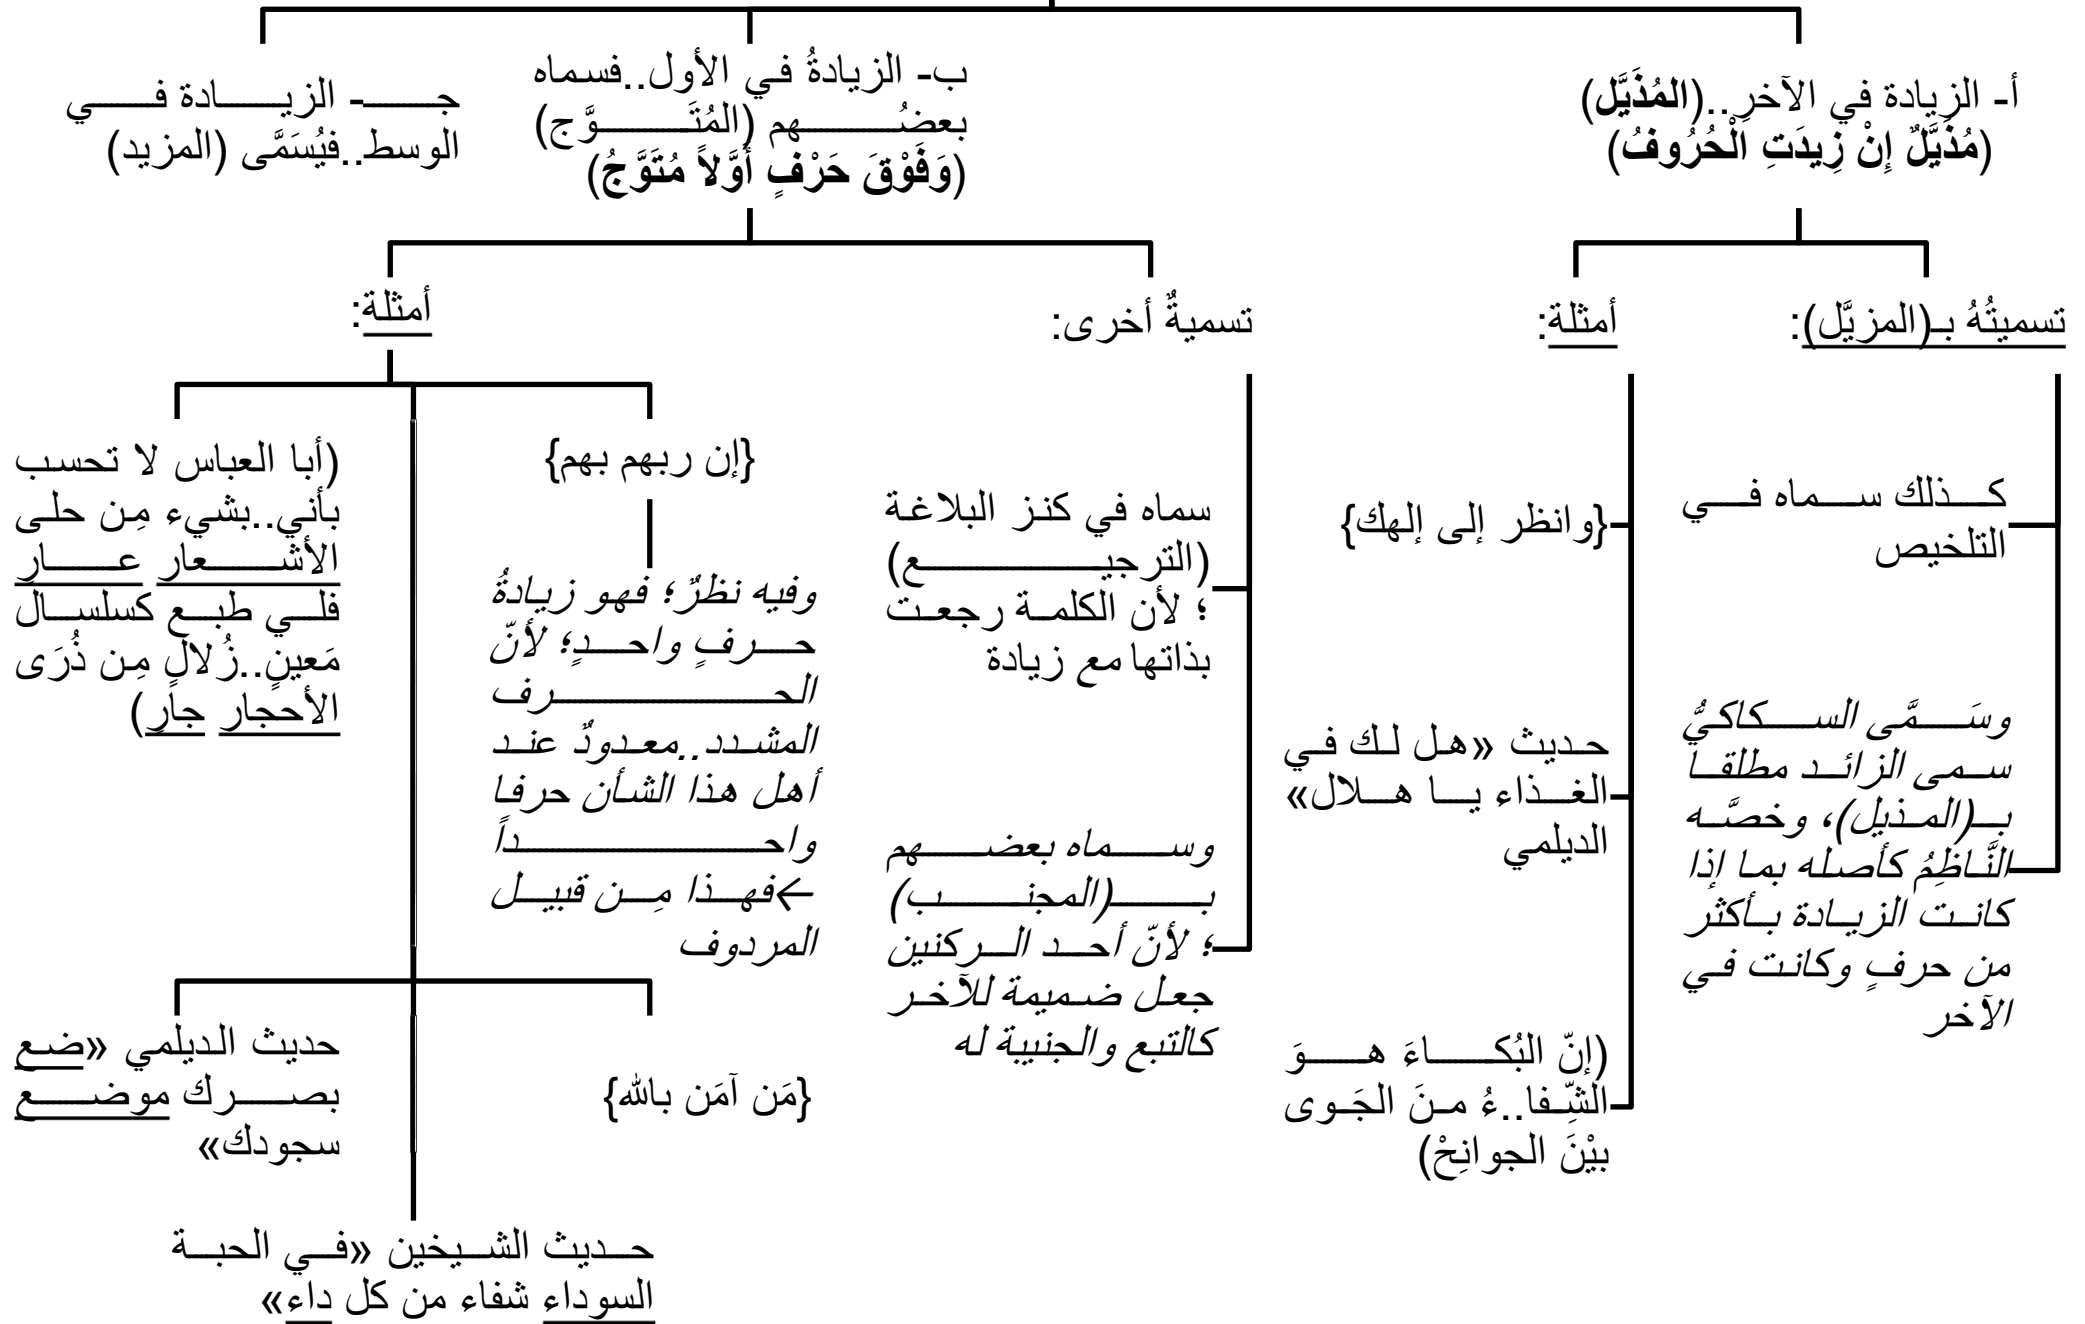 أ- الزيادة في الآخرِ..(المُذَيَّل)
(مُذَيَّلٌ إِنْ زِيدَتِ الْحُرُوفُ)
ب- الزيادةُ في الأول..فسماه
بعضُهم (المُتَوَّج)
(وَفَوْقَ حَرْفٍ أَوَّلاً مُتَوَّجُ)
جـ- الزيادة في
الوسط..فيُسَمَّى (المزيد)
تسميتُهُ بـ(المزيَّل):
كذلك سماه في
التلخيص
وسَمَّى السكاكيُّ
سمى الزائد مطلقا
بـ(المذيل)، وخصَّه
النَّاظِمُ كأصله بما إذا
كانت الزيادة بأكثر
من حرفٍ وكانت في
الآخر
أمثلة:
{وانظر إلى إلهك}
حديث «هل لك في
الغذاء يا هلال»
الديلمي
(إنّ البُكاءَ هوَ
الشِّفا..ءُ منَ الجَوى
بيْنَ الجوانِحْ)
تسميةٌ أخرى:
سماه في كنز البلاغة
(الترجيع)
؛ لأن الكلمة رجعت
بذاتها مع زيادة
وسماه بعضهم
بـ(المجنب)
؛ لأنّ أحد الركنين
جعل ضميمة للآخر
كالتبع والجنيبة له
أمثلة:
{إن ربهم بهم}
وفيه نظرٌ؛ فهو زيادةُ
حرفٍ واحدٍ؛ لأنّ
الحرف
المشدد..معدودٌ عند
أهل هذا الشأن حرفا
واحداً
←فهذا مِن قبيل
المردوف
(أبا العباس لا تحسب
بأني..بشيء مِن حلى
الأشعار عارِ
فلي طبع كسلسال
مَعينٍ..زُلالٍ مِن ذُرَى
الأحجار جارِ)
{مَن آمَن بالله}
حديث الديلمي «ضع
بصرك موضع
سجودك»
حديث الشيخين «في الحبة
السوداءِ شفاء من كل داءِ»